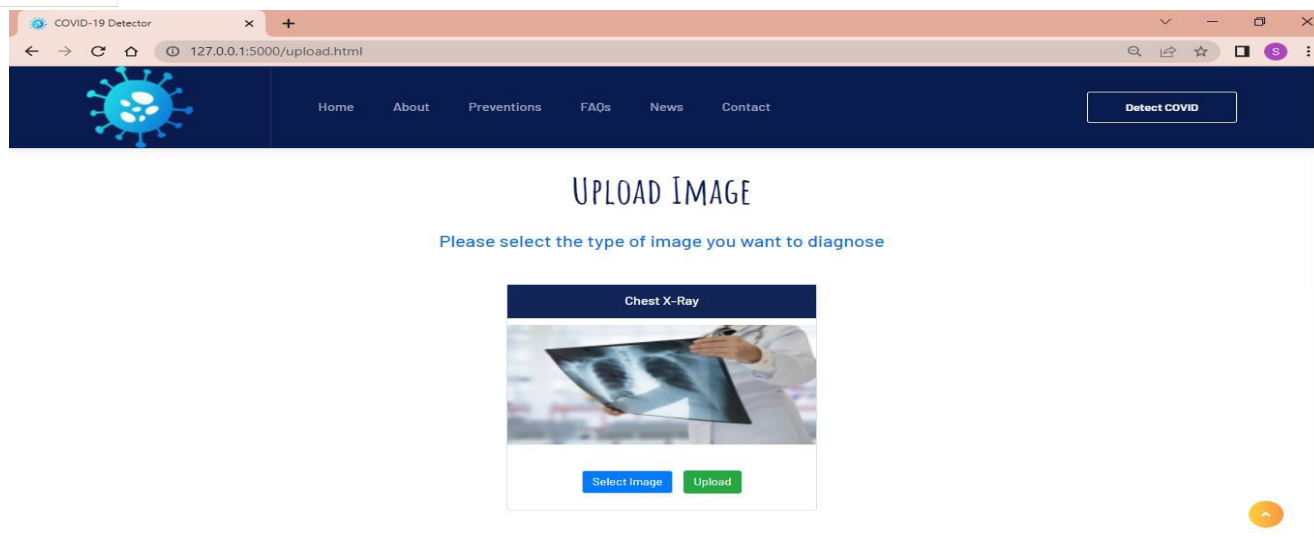 COVID-19 Detector
127.0.0.1:5000/upload.html
S
Home About Preventions FAQs News Contact Detect COVID
UPLOAD IMAGE
Please select the type of image you want to diagnose
Chest X-Ray
Select Image Upload